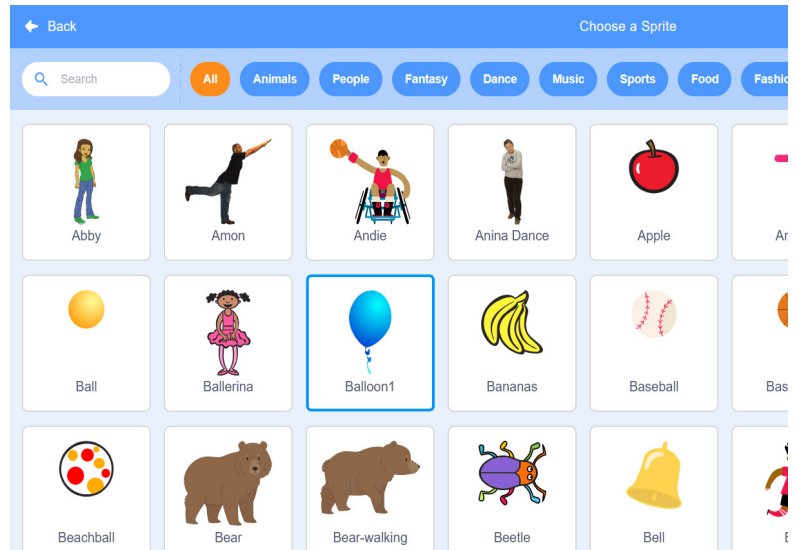 Back
Choose a Sprite
Search
All Animals People Fantasy Dance Music Sports Food
Abby Amon Andie Anina Dance Apple
Ball Ballerina Balloon1 Bananas Baseball
Beachball Bear Bear-walking Beetle Bell